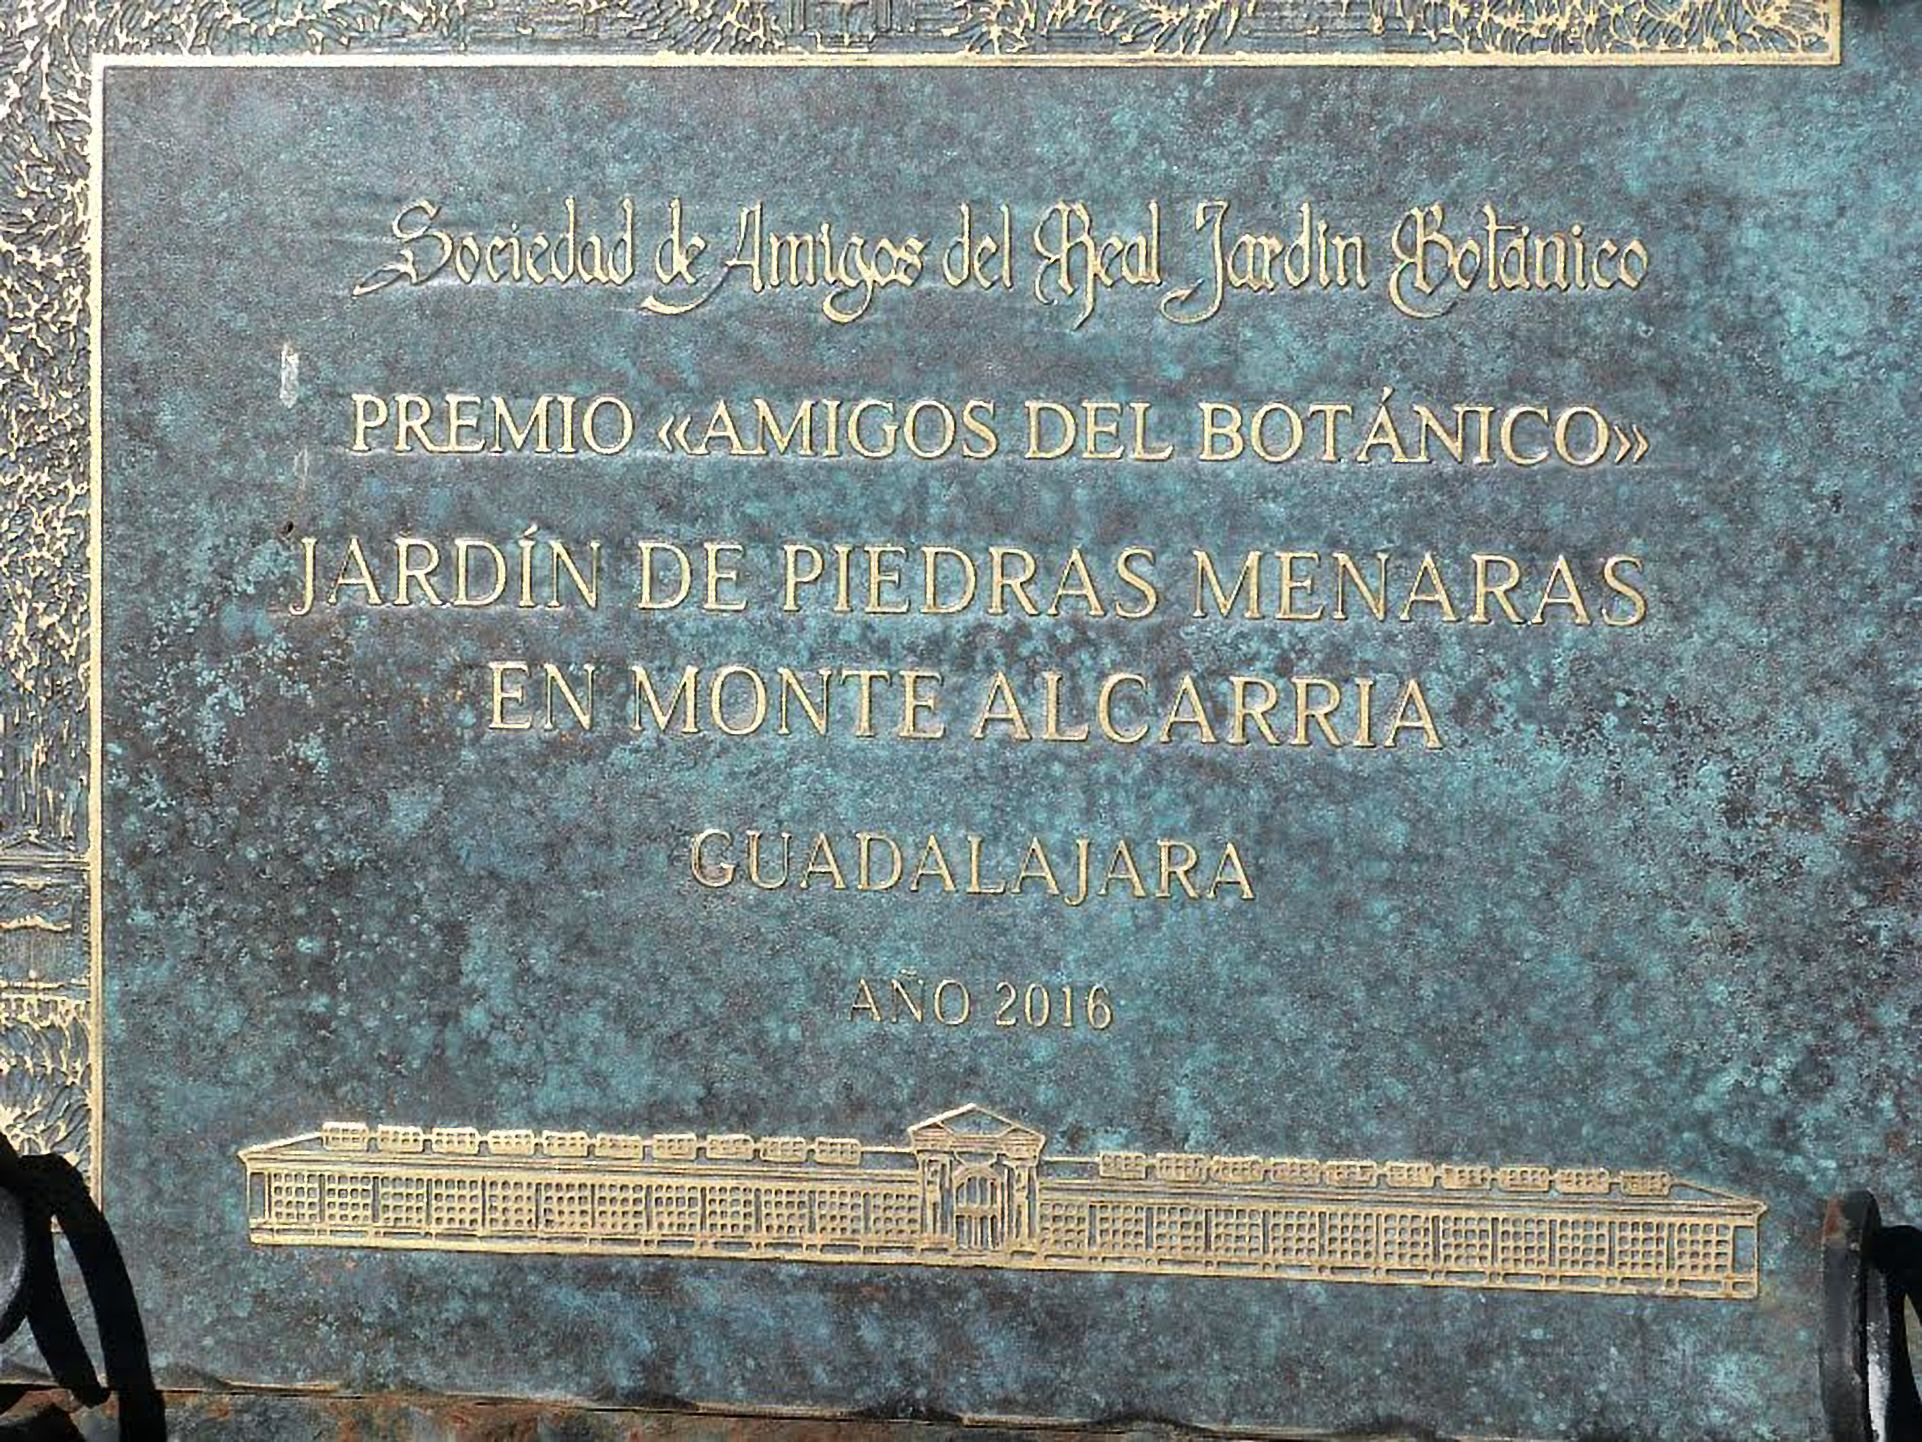 Sociedad de Amigos del Real Jardín Botánico
PREMIO «AMIGOS DEL BOTÁNICO»
JARDÍN DE PIEDRAS MENARAS
EN MONTE ALCARRIA
GUADALAJARA
AÑO 2016